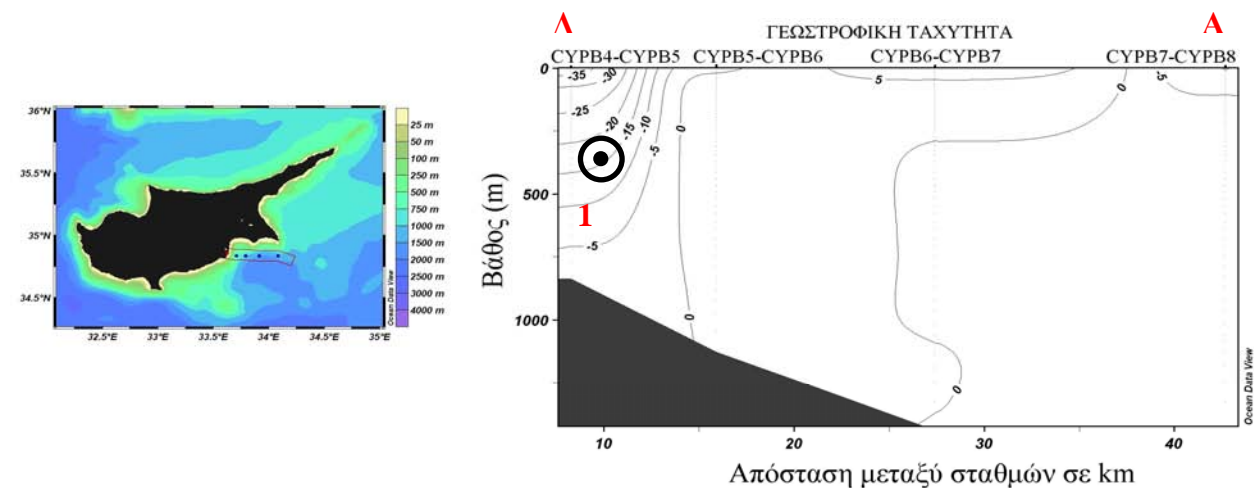 Λ
Α
ΓΕΩΣΤΡΟΦΙΚΗ ΤΑΧΥΤΗΤΑ
CYPB4-CYPB5 CYPB5-CYPB6 CYPB6-CYPB7 CYPB7-CYPB8
36°N
35.5°N
35°N
34.5°N
32.5°E 33°E 33.5°E 34°E 34.5°E 35°E
25 m
50 m
100 m
250 m
500 m
750 m
1000 m
1500 m
2000 m
2500 m
3000 m
4000 m
Ocean Data View
Βάθος (m)
0
500
1000
-35 -30 -25 -20 -15 -10 -5 -5
0 0 5 0 0 -5
1
10 20 30 40
Απόσταση μεταξύ σταθμών σε km
Ocean Data View